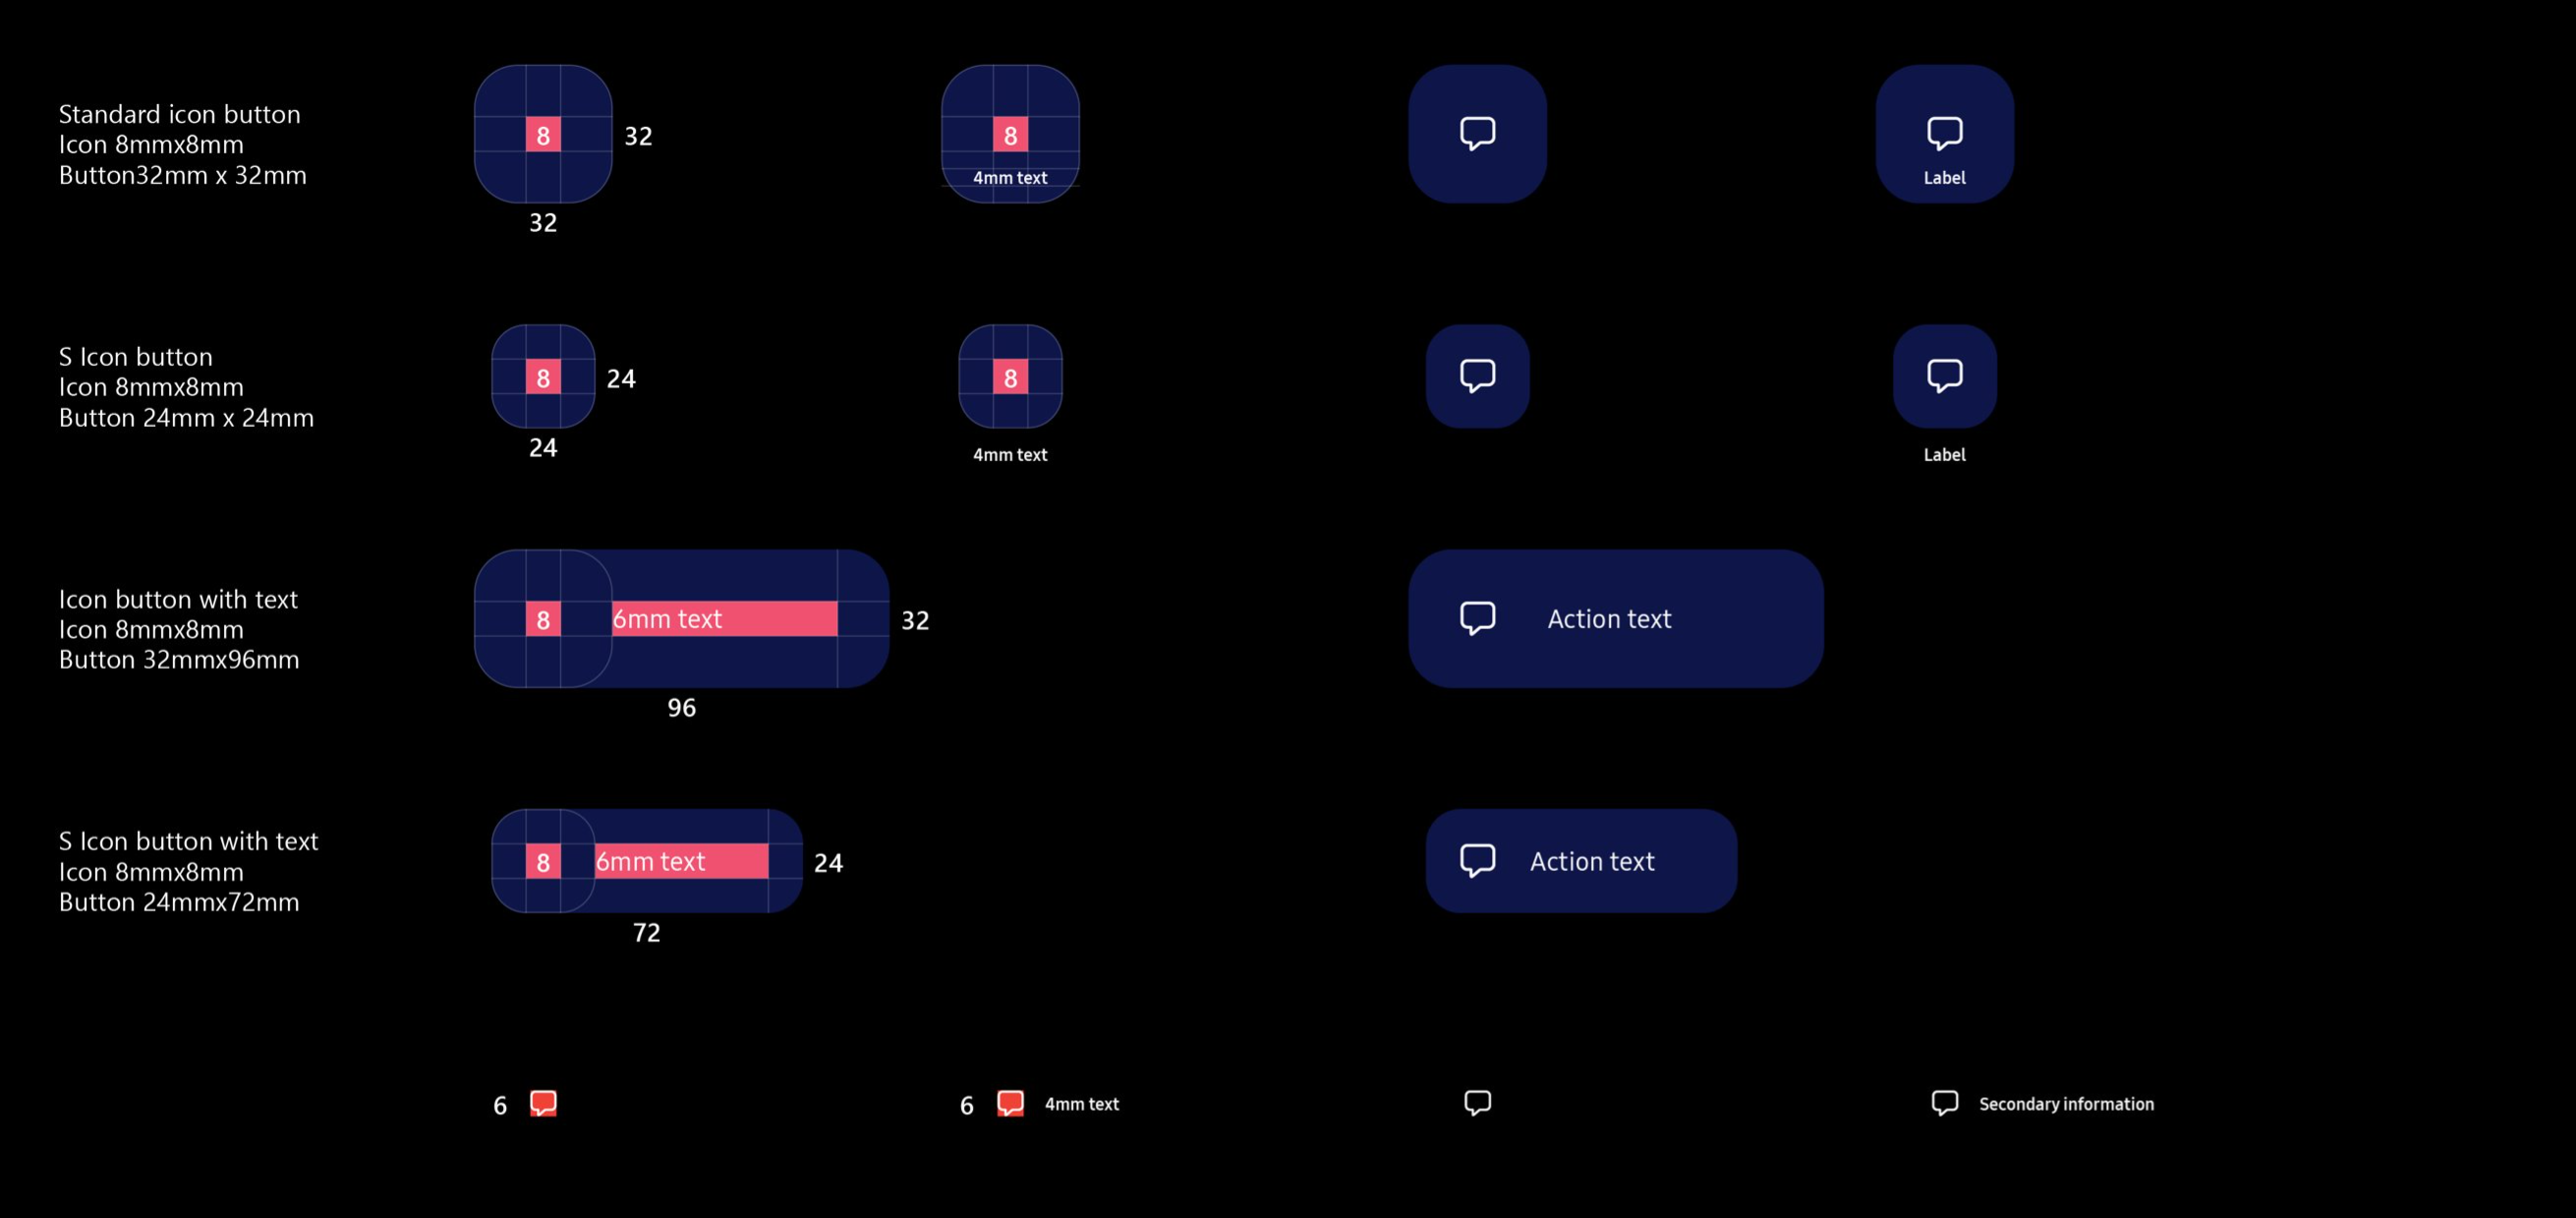 Standard icon button
Icon 8mmx8mm
Button32mm x 32mm
8
32
32
8
4mm text
Label
S Icon button
Icon 8mmx8mm
Button 24mm x 24mm
8
24
24
8
4mm text
Label
Icon button with text
Icon 8mmx8mm
Button 32mmx96mm
8
6mm text
32
96
Action text
S Icon button with text
Icon 8mmx8mm
Button 24mmx72mm
8
6mm text
24
72
Action text
6
6
4mm text
Secondary information